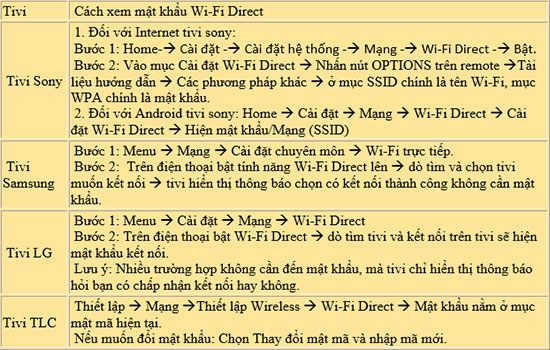 Tivi
Cách xem mật khẩu Wi-Fi Direct
Tivi Sony
1. Đối với Internet tivi sony:
Bước 1: Home-→ Cài đặt -→ Cài đặt hệ thống -→ Mạng -→ Wi-Fi Direct -→ Bật.
Bước 2: Vào mục Cài đặt Wi-Fi Direct → Nhấn nút OPTIONS trên remote →Tài
liệu hướng dẫn → Các phương pháp khác → ở mục SSID chính là tên Wi-Fi, mục
WPA chính là mật khẩu.
2. Đối với Android tivi sony: Home → Cài đặt → Mạng → Wi-Fi Direct → Cài
đặt Wi-Fi Direct → Hiện mật khẩu/Mạng (SSID)
Tivi
Samsung
Bước 1: Menu → Mạng → Cài đặt chuyên môn → Wi-Fi trực tiếp.
Bước 2: Trên điện thoại bật tính năng Wi-Fi Direct lên → dò tìm và chọn tivi
muốn kết nối → tivi hiển thị thông báo chọn có kết nối thành công không cần mật
khẩu.
Tivi LG
Bước 1: Menu → Cài đặt → Mạng → Wi-Fi Direct
Bước 2: Trên điện thoại bật Wi-Fi Direct → dò tìm tivi và kết nối trên tivi sẽ hiện
mật khẩu kết nối.
Lưu ý: Nhiều trường hợp không cần đến mật khẩu, mà tivi chỉ hiển thị thông báo
hỏi bạn có chấp nhận kết nối hay không.
Tivi TLC
Thiết lập → Mạng →Thiết lập Wireless → Wi-Fi Direct → Mật khẩu nằm ở mục
mật mã hiện tại.
Nếu muốn đổi mật khẩu: Chọn Thay đổi mật mã và nhập mã mới.